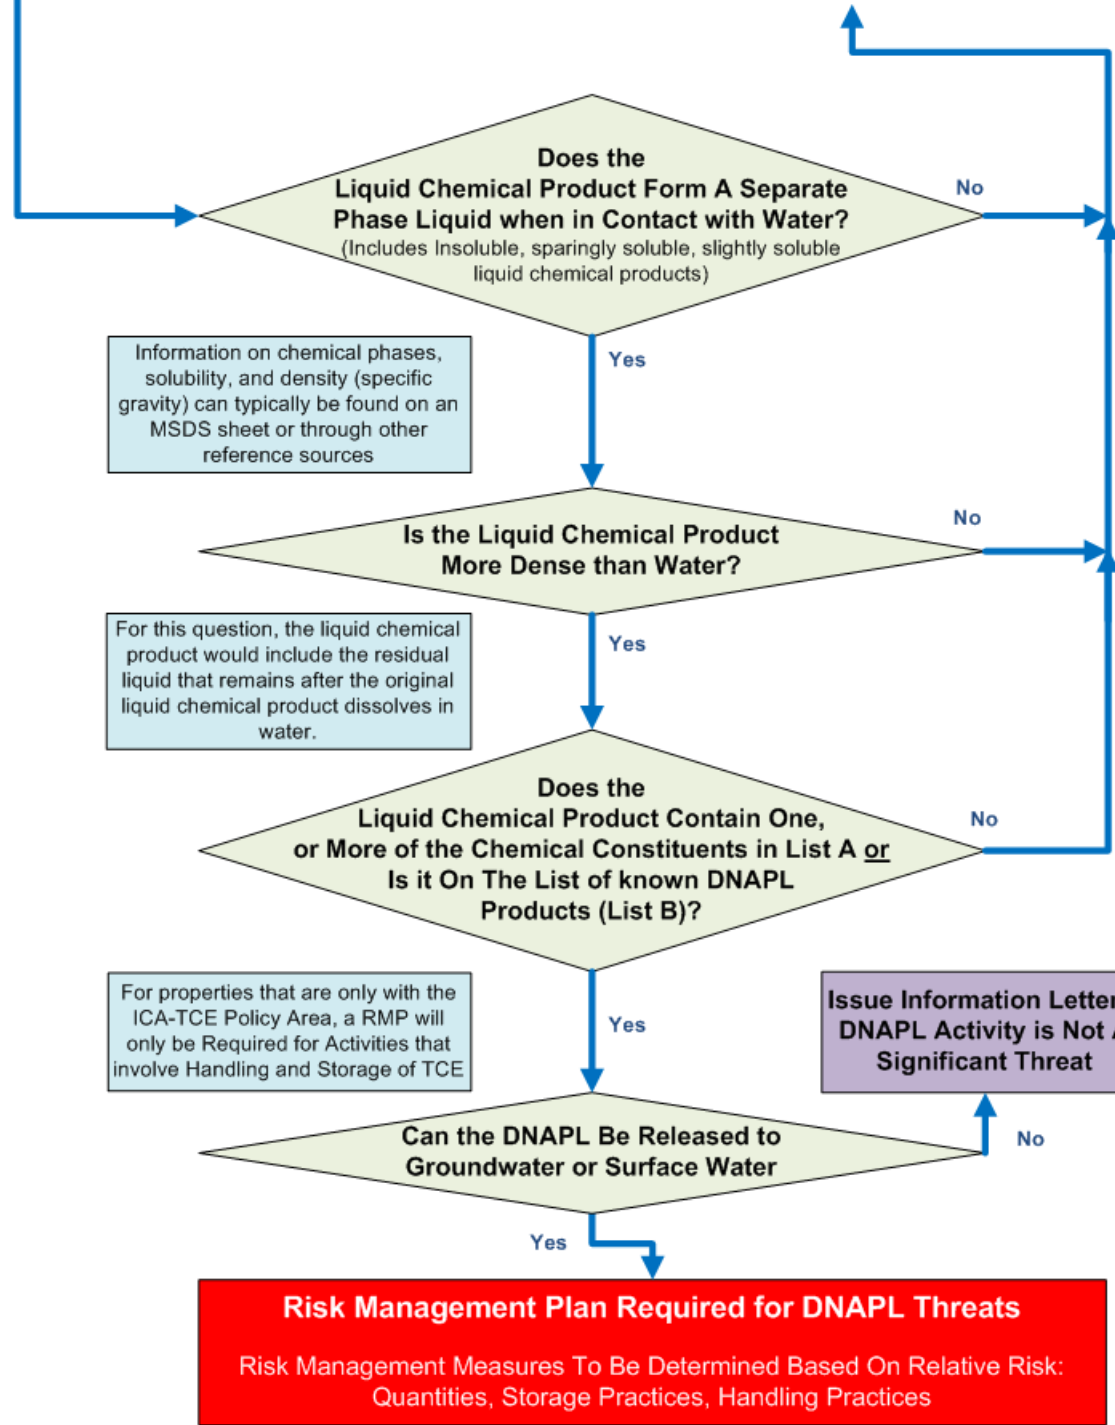 Does the
Liquid Chemical Product Form A Separate
Phase Liquid when in Contact with Water?
(Includes Insoluble, sparingly soluble, slightly soluble
liquid chemical products)
No
Yes
Information on chemical phases,
solubility, and density (specific
gravity) can typically be found on an
MSDS sheet or through other
reference sources
Is the Liquid Chemical Product
More Dense than Water?
No
Yes
For this question, the liquid chemical
product would include the residual
liquid that remains after the original
liquid chemical product dissolves in
water.
Does the
Liquid Chemical Product Contain One,
or More of the Chemical Constituents in List A or
Is it On The List of known DNAPL
Products (List B)?
No
Yes
For properties that are only with the
ICA-TCE Policy Area, a RMP will
only be Required for Activities that
involve Handling and Storage of TCE
Issue Information Letter
DNAPL Activity is Not A
Significant Threat
Can the DNAPL Be Released to
Groundwater or Surface Water
No
Yes
Risk Management Plan Required for DNAPL Threats
Risk Management Measures To Be Determined Based On Relative Risk:
Quantities, Storage Practices, Handling Practices